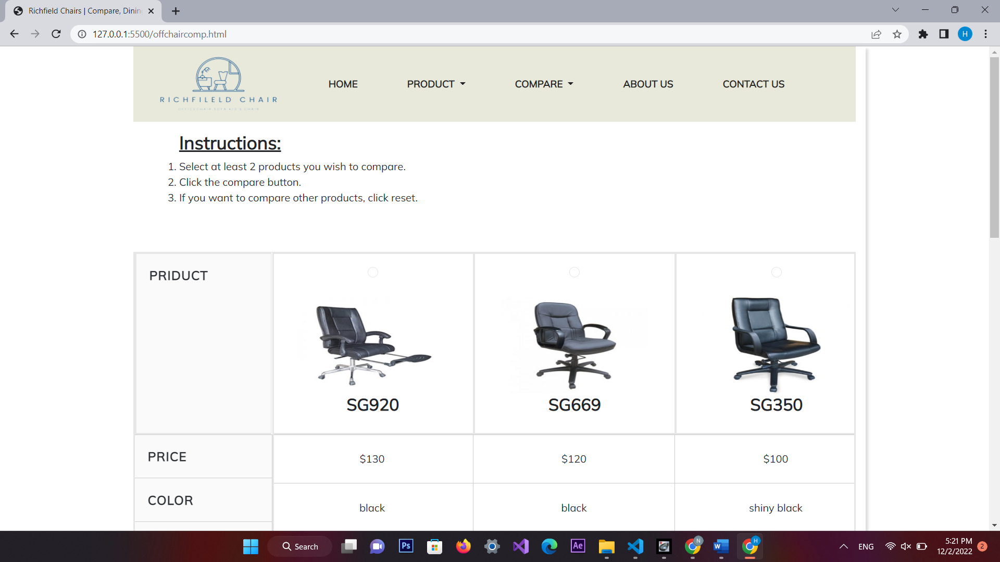 Richfield Chairs | Compare, Dining
127.0.0.1:5500/offchaircomp.html
H
RICHFILELD CHAIR
HOME
PRODUCT
COMPARE
ABOUT US
CONTACT US
Instructions:
1. Select at least 2 products you wish to compare.
2. Click the compare button.
3. If you want to compare other products, click reset.
PRIDUCT
SG920
SG669
SG350
PRICE
$130
$120
$100
COLOR
black
black
shiny black
Search
Ps
Ae
N
W
H
ENG
5:21 PM
12/2/2022
2